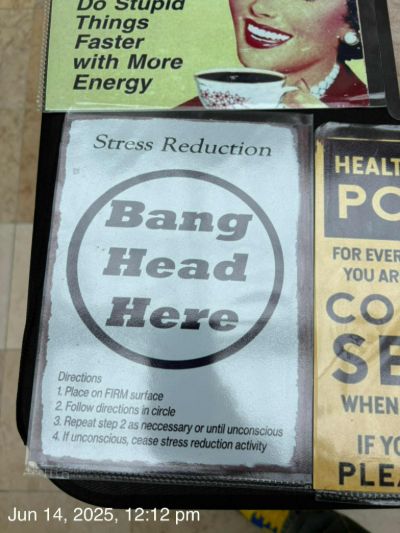 Do Stupid
Things
Faster
with More
Energy
Stress Reduction
Bang
Head
Here
Directions
1. Place on FIRM surface
2. Follow directions in circle
3. Repeat step 2 as neccessary or until unconscious
4. If unconscious, cease stress reduction activity
HEALT
PO
FOR EVER
YOU AR
CO
SE
WHEN
IF YO
PLEA
Jun 14, 2025, 12:12 pm